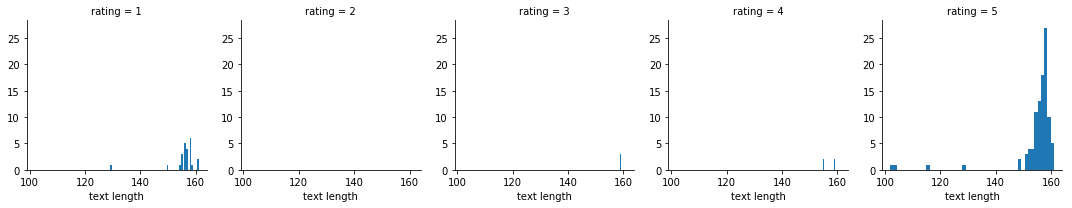 rating = 1 rating = 2 rating = 3 rating = 4 rating = 5
25 25 25 25 25
20 20 20 20 20
15 15 15 15 15
10 10 10 10 10
5 5 5 5 5
0 0 0 0 0
100 120 140 160 100 120 140 160 100 120 140 160 100 120 140 160 100 120 140 160
text length text length text length text length text length